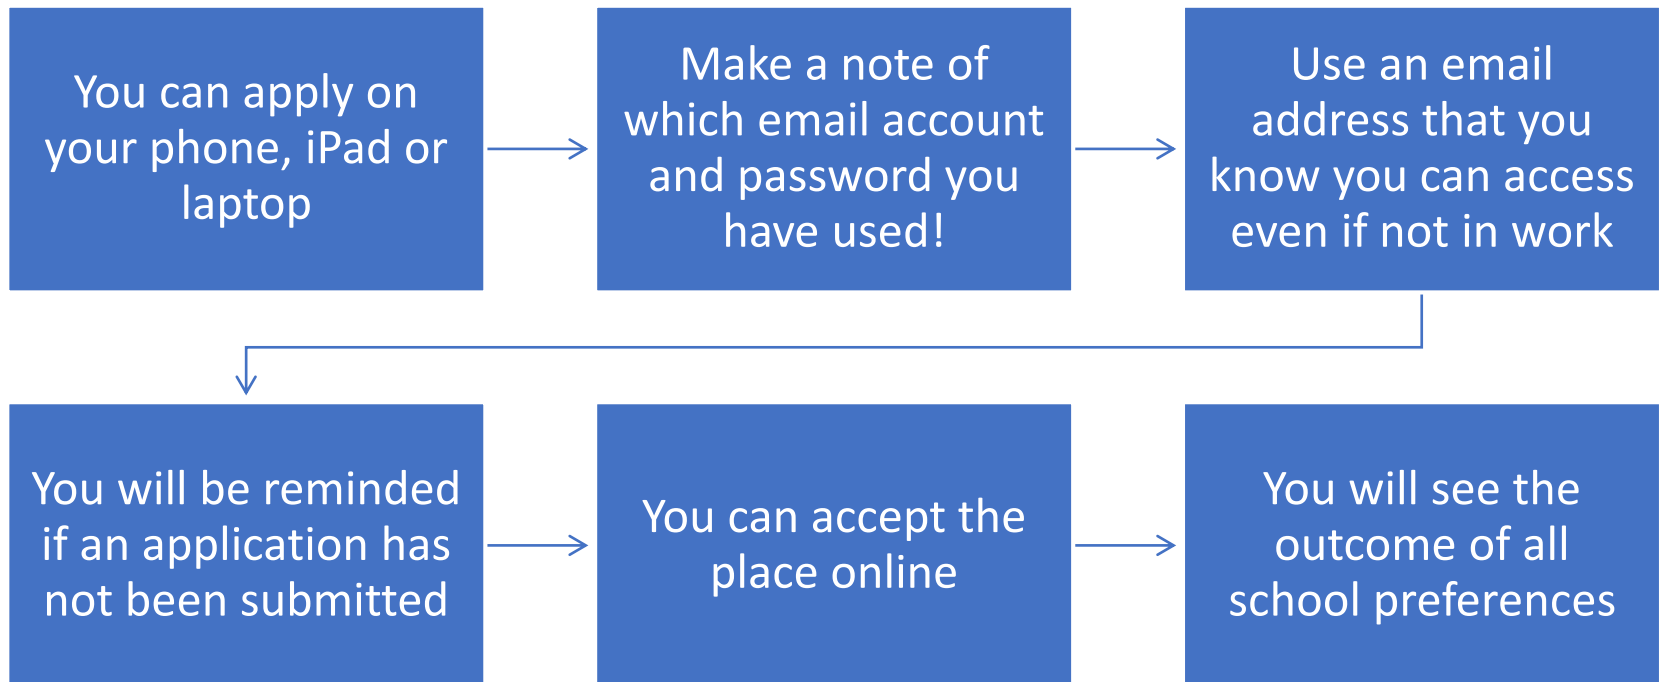 You can apply on
your phone, iPad or
laptop
Make a note of
which email account
and password you
have used!
Use an email
address that you
know you can access
even if not in work
You will be reminded
if an application has
not been submitted
You can accept the
place online
You will see the
outcome of all
school preferences